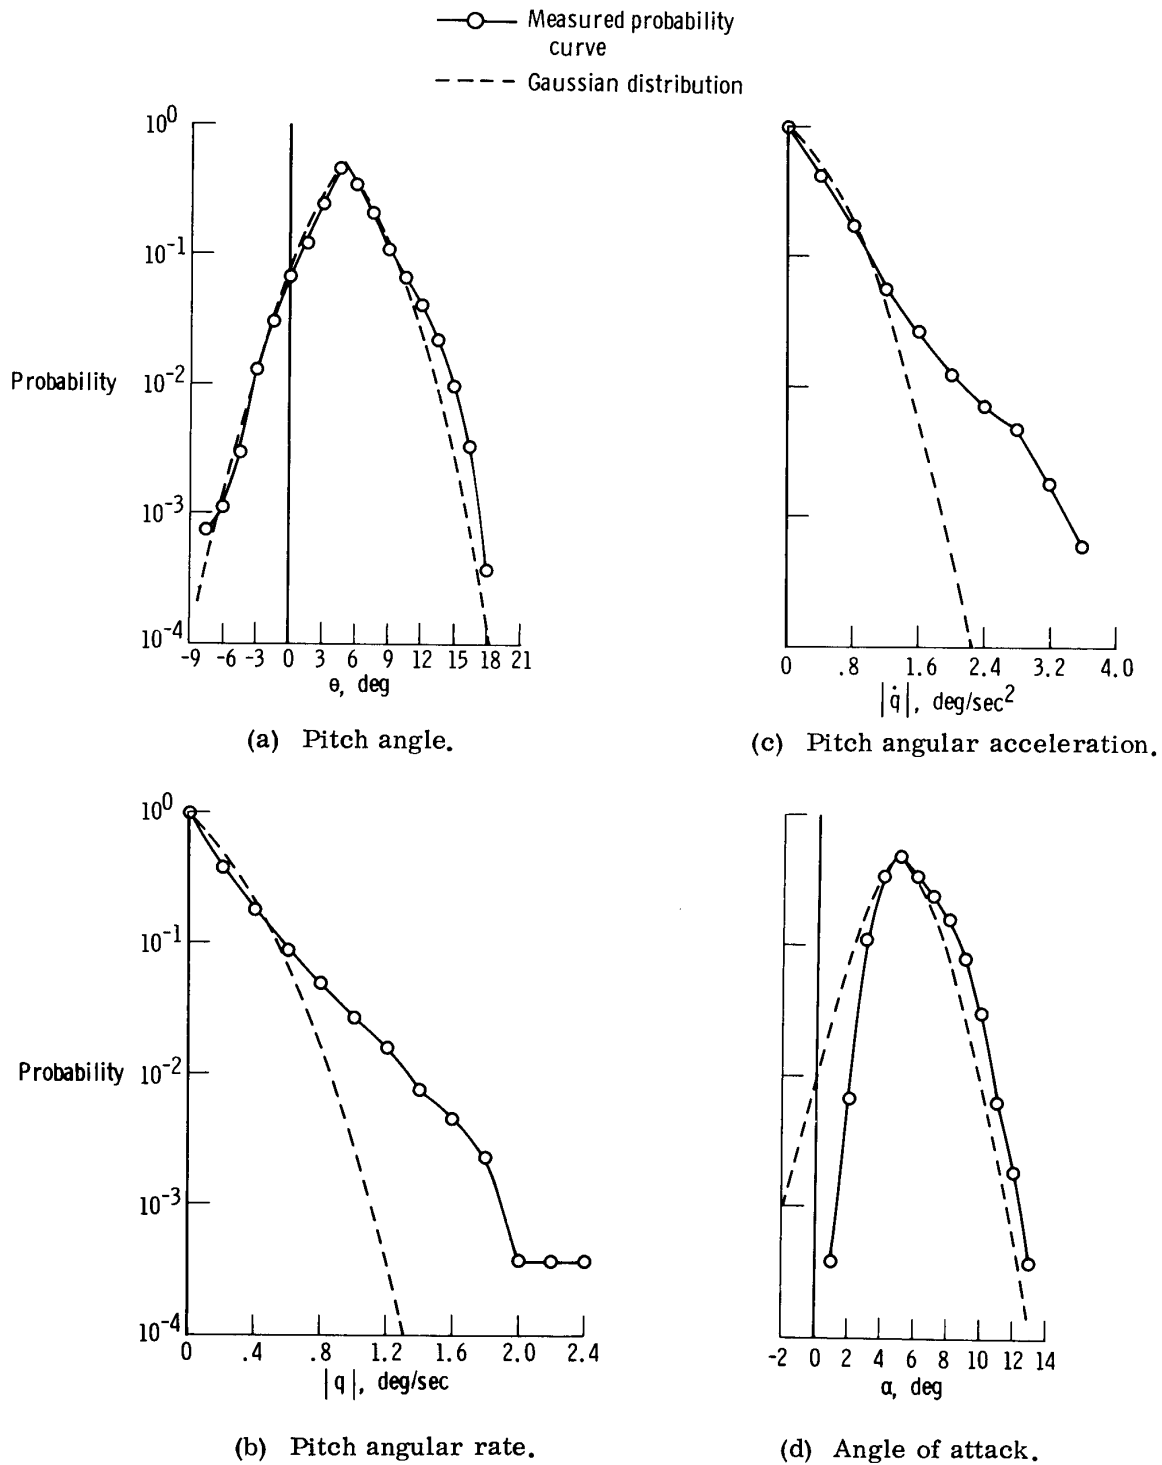 Measured probability
curve
Gaussian distribution
10^0
10^-1
Probability 10^-2
10^-3
10^-4
-9 -6 -3 0 3 6 9 12 15 18 21
θ, deg
(a) Pitch angle.
0 .8 1.6 2.4 3.2 4.0
|q̇|, deg/sec²
(c) Pitch angular acceleration.
10^0
10^-1
Probability 10^-2
10^-3
10^-4
0 .4 .8 1.2 1.6 2.0 2.4
|q|, deg/sec
(b) Pitch angular rate.
-2 0 2 4 6 8 10 12 14
α, deg
(d) Angle of attack.